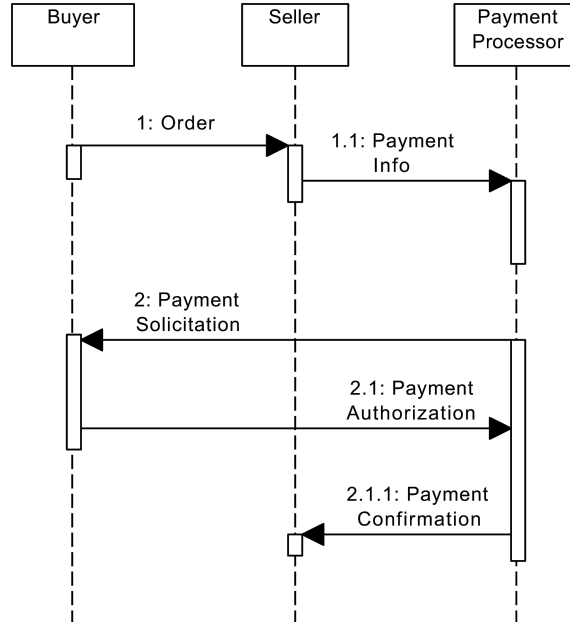 Buyer
Seller
Payment
Processor
1: Order
1.1: Payment
Info
2: Payment
Solicitation
2.1: Payment
Authorization
2.1.1: Payment
Confirmation